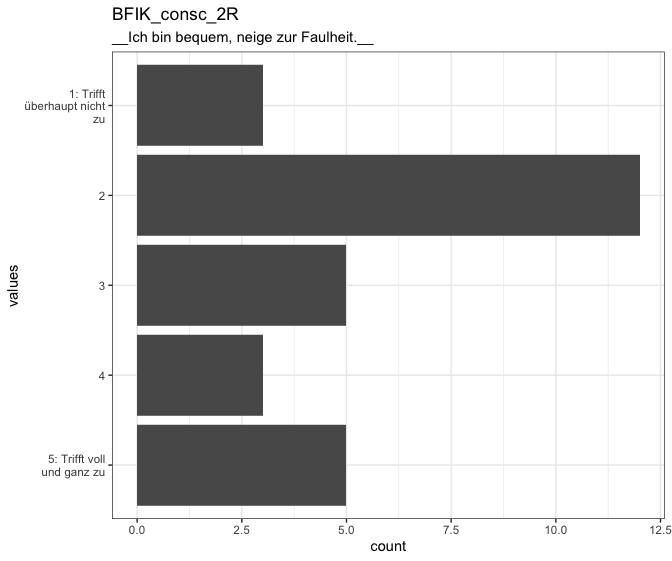 BFIK_consc_2R
__Ich bin bequem, neige zur Faulheit.__
1: Trifft
überhaupt nicht
zu
2
3
4
5: Trifft voll
und ganz zu
values
0.0 2.5 5.0 7.5 10.0 12.5
count